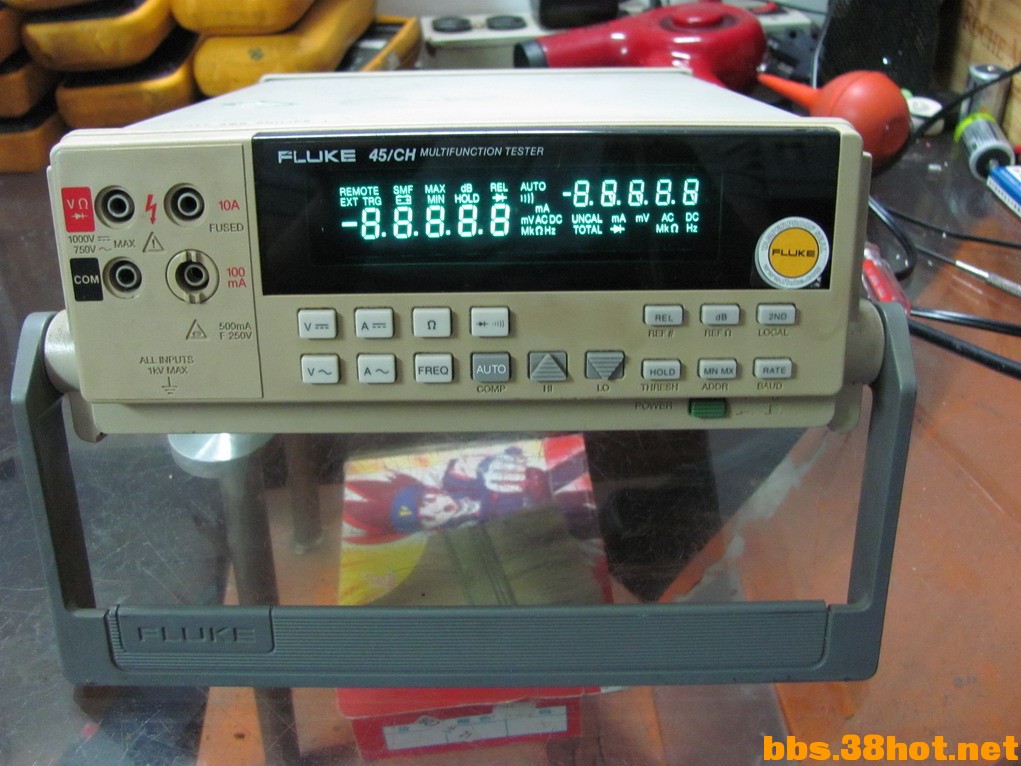 FLUKE 45/CH MULTIFUNCTION TESTER
REMOTE SMF MAX dB REL AUTO
EXT TRG MIN HOLD
-8.8.8.8.8
mA
mV AC DC
Mk Ω Hz
-8.8.8.8.8
UNCAL mA mV AC DC
TOTAL Mk Ω Hz
FLUKE
V Ω
10A
FUSED
1000V
750V MAX
COM
100
mA
500mA
F 250V
ALL INPUTS
1KV MAX
V A Ω
REL dB 2ND
REF # REF Ω LOCAL
V A FREQ AUTO
COMP HI LO
HOLD MN MX RATE
THRESH ADDR BAUD
POWER
FLUKE
bbs.38hot.net